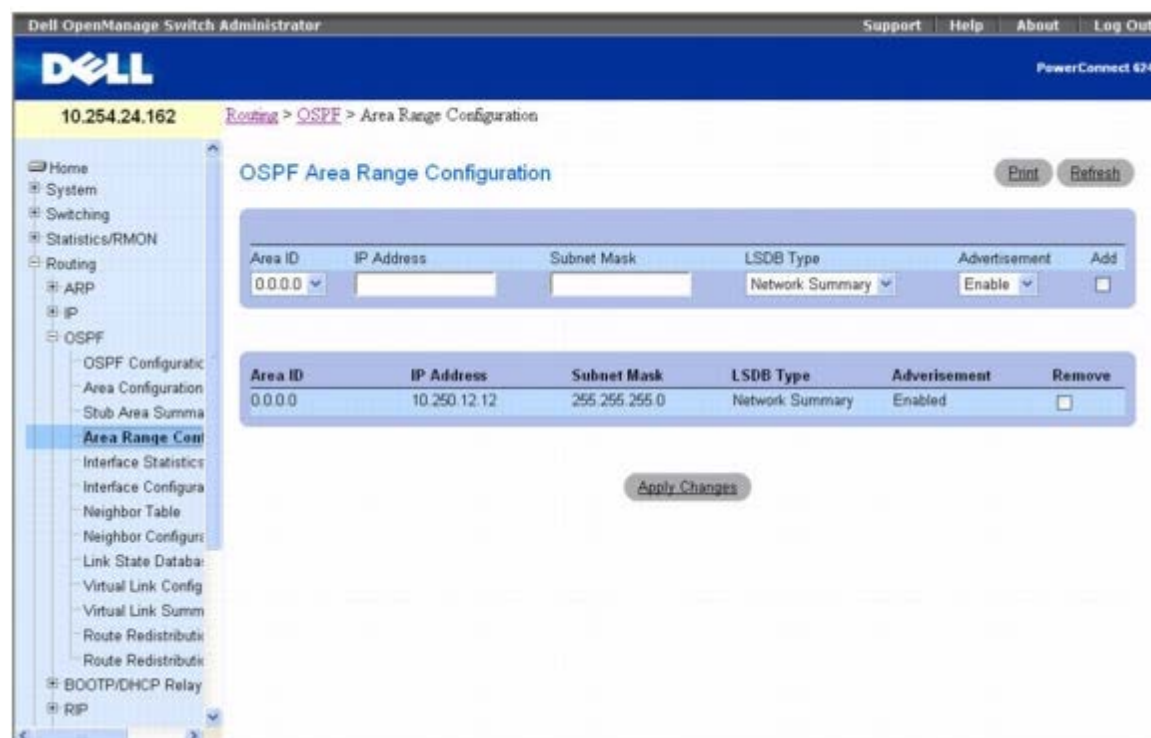 Dell OpenManage Switch Administrator
Support Help About Log Out
DELL
PowerConnect 624
10.254.24.162
Routing > OSPF > Area Range Configuration
Home
System
Switching
Statistics/RMON
Routing
ARP
IP
OSPF
OSPF Configuratic
Area Configuration
Stub Area Summa
Area Range Conf
Interface Statistics
Interface Configura
Neighbor Table
Neighbor Configura
Link State Databa
Virtual Link Config
Virtual Link Summ
Route Redistributi
Route Redistributi
BOOTP/DHCP Relay
RIP
OSPF Area Range Configuration
Print Refresh
Area ID IP Address Subnet Mask LSDB Type Advertisement Add
0.0.0.0 Network Summary Enable
Area ID IP Address Subnet Mask LSDB Type Adverisement Remove
0.0.0.0 10.250.12.12 255.255.255.0 Network Summary Enabled
Apply Changes